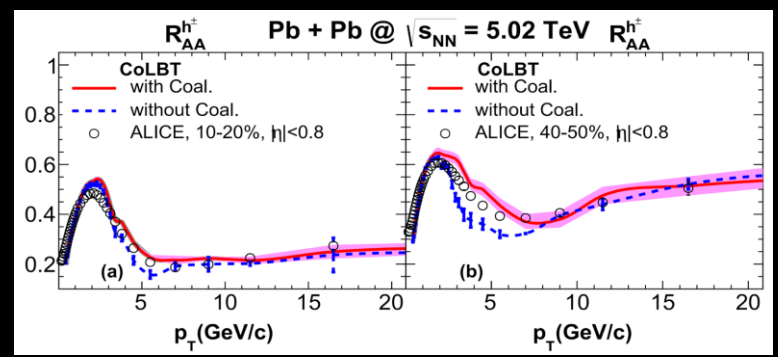 R_AA^h± Pb + Pb @ √s_NN = 5.02 TeV R_AA^h±
CoLBT
with Coal.
without Coal.
ALICE, 10-20%, |η|<0.8
(a)
CoLBT
with Coal.
without Coal.
ALICE, 40-50%, |η|<0.8
(b)
1
0.8
0.6
0.4
0.2
5 10 15 20
5 10 15 20
p_T(GeV/c)
p_T(GeV/c)